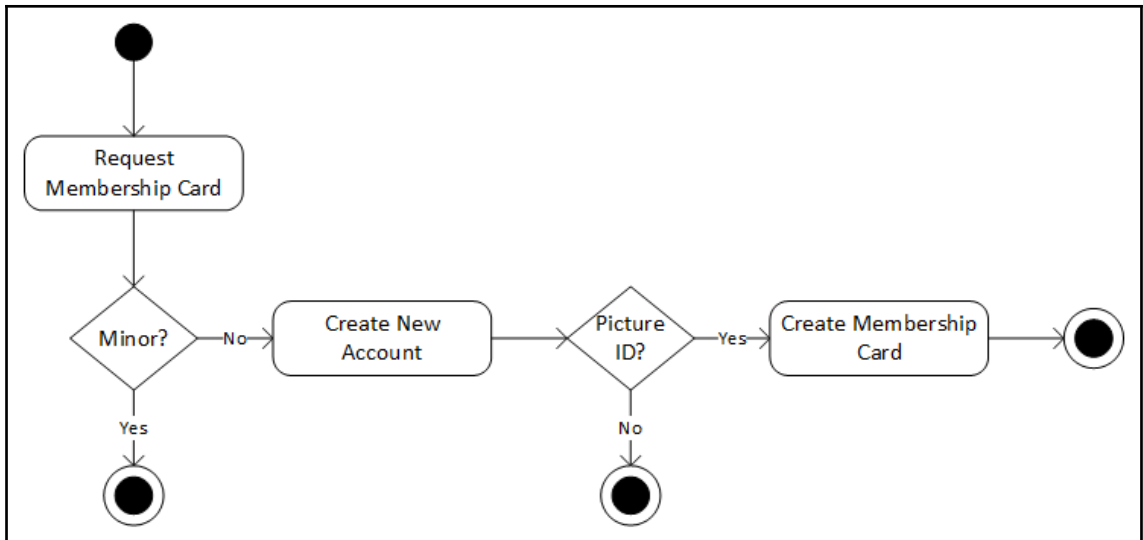 Request
Membership Card
Minor?
No
Create New
Account
Picture
ID?
Yes
Create Membership
Card
Yes
No